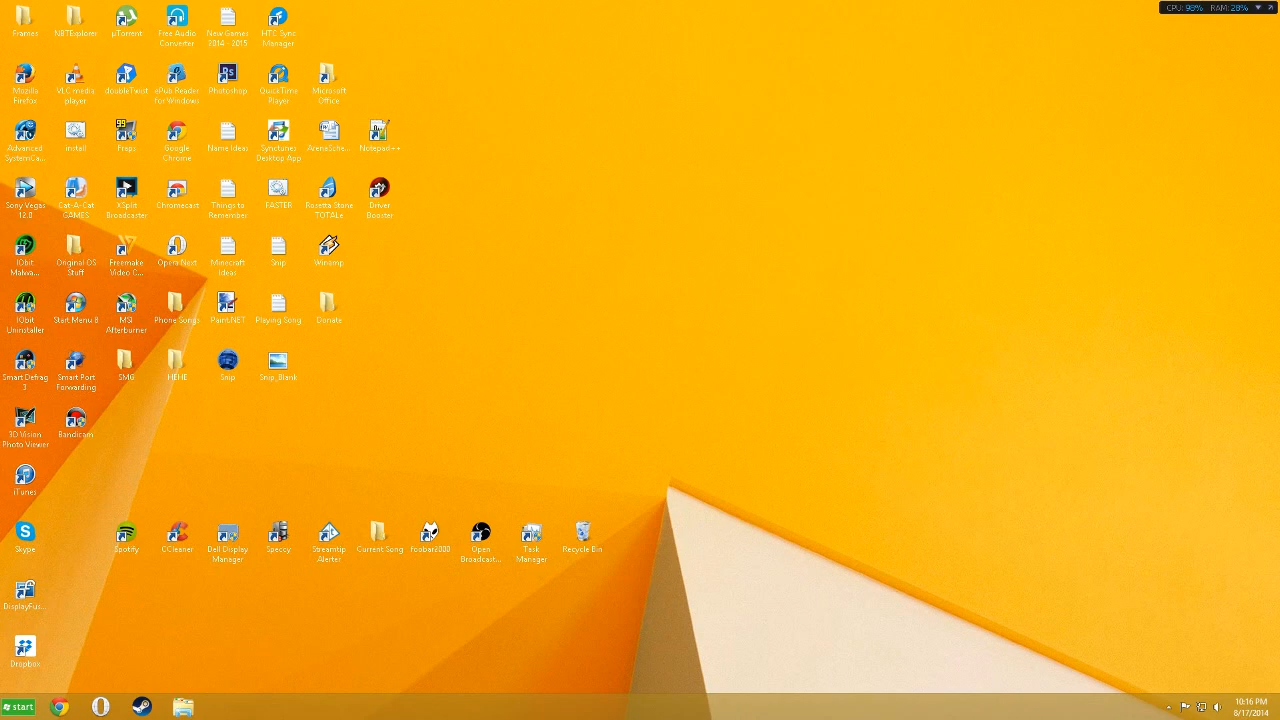 CPU: 98% RAM: 28%
Frames
N8TExplorer
µTorrent
Free Audio
Converter
New Games
2014 - 2015
HTC Sync
Manager
Mozilla
Firefox
VLC media
player
doubleTwist
ePub Reader
for Windows
Photoshop
QuickTime
Player
Microsoft
Office
Advanced
SystemCa...
install
Fraps
Google
Chrome
Name Ideas
Synctunes
Desktop App
ArenaSche...
Notepad++
Sony Vegas
12.0
Cat-A-Cat
GAMES
XSplit
Broadcaster
Chromecast
Things to
Remember
FASTER
Rosetta Stone
TOTALe
Driver
Booster
IObit
Malwa...
Original OS
Stuff
Freemake
Video C...
Opera Next
Minecraft
Ideas
Snip
Winamp
IObit
Uninstaller
Start Menu 8
MSI
Afterburner
Phone Songs
Paint.NET
Playing Song
Donate
Smart Defrag
3
Smart Port
Forwarding
SMG
HEHE
Snip
Snip_Blank
3D Vision
Photo Viewer
Bandicam
iTunes
Skype
Spotify
CCleaner
Dell Display
Manager
Speccy
Streamtip
Alerter
Current Song
foobar2000
Open
Broadcast...
Task
Manager
Recycle Bin
DisplayFus...
Dropbox
start
10:16 PM
8/17/2014